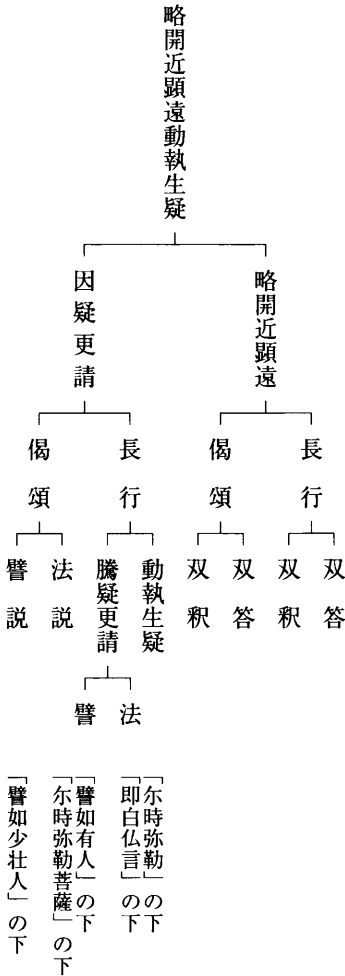 略開近顕遠動執生疑
略開近顕遠
因疑更請
長行
偈頌
長行
偈頌
双答
双釈
双答
双釈
動執生疑
騰疑更請
法説
譬説
法
譬
「尓時弥勒」の下
「即白仏言」の下
「譬如有人」の下
「尓時弥勒菩薩」の下
「譬如少壮人」の下